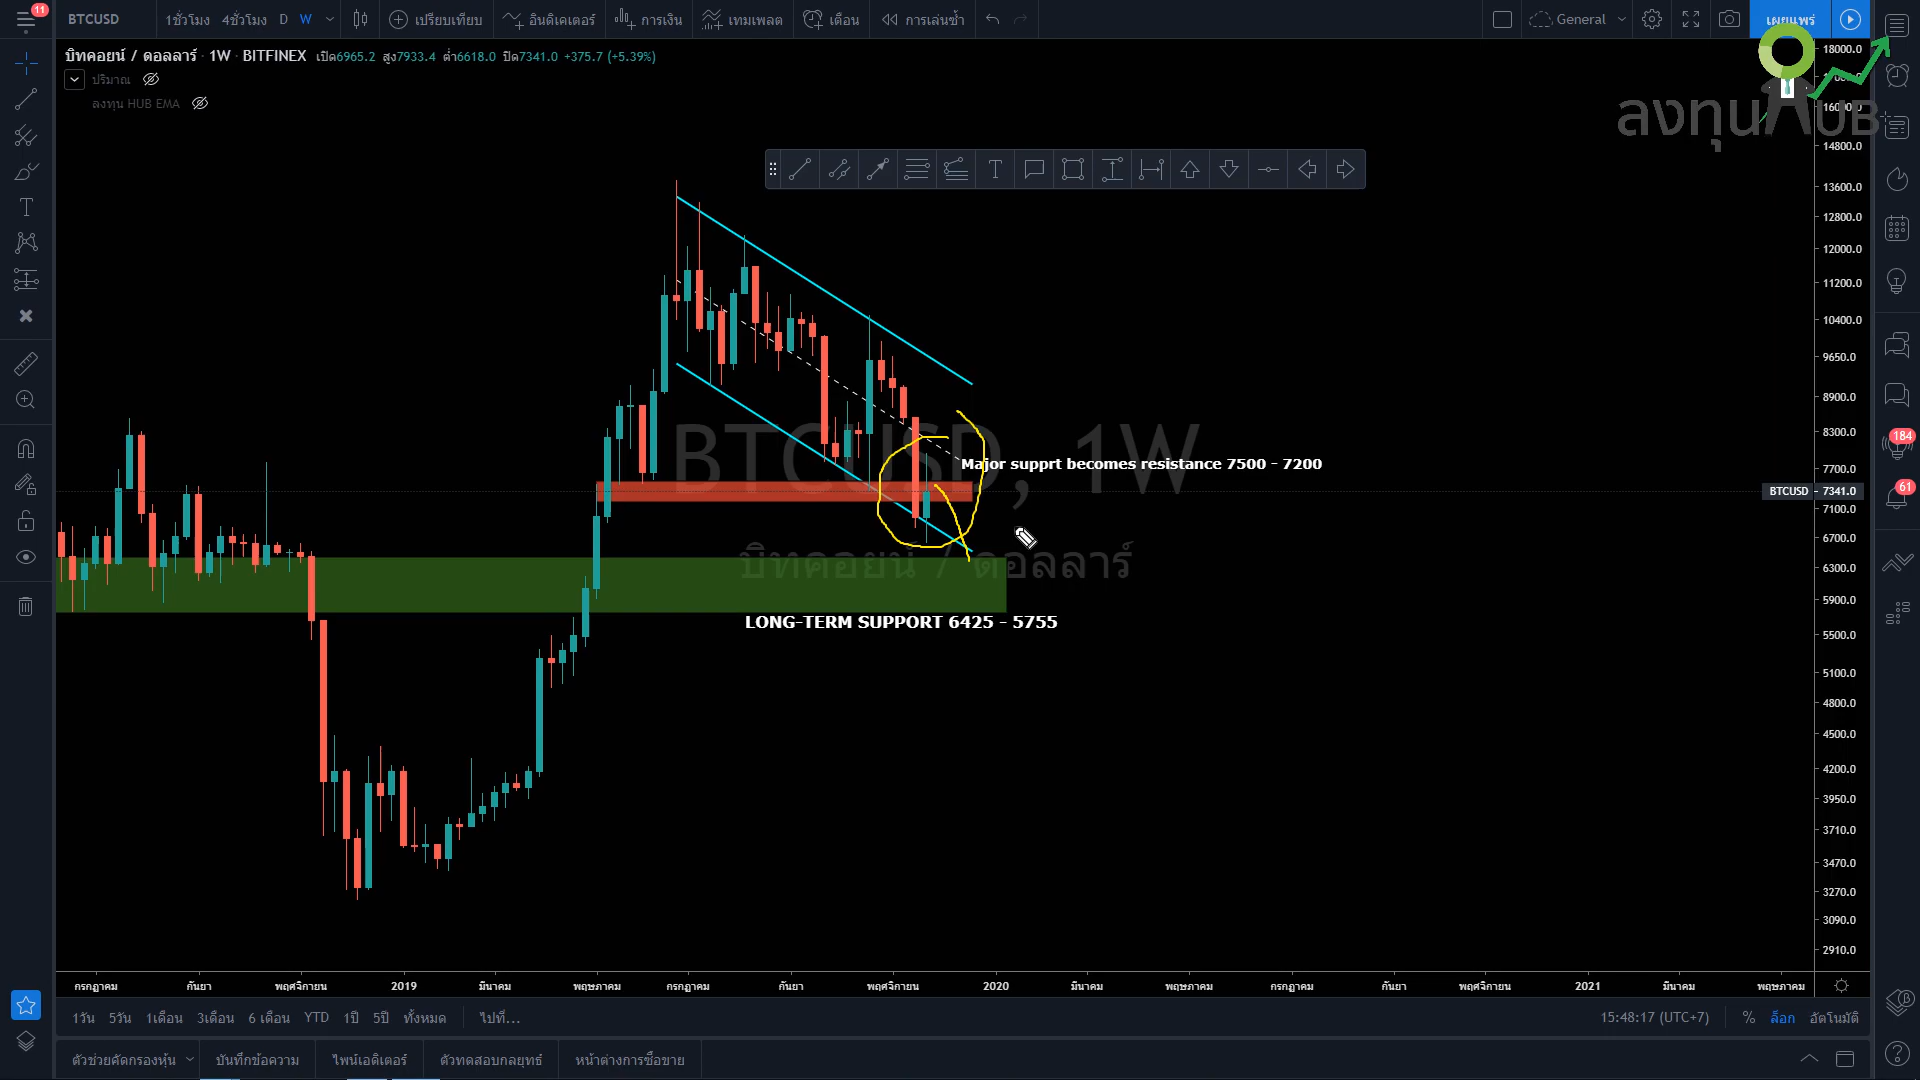 11
BTCUSD
1ชั่วโมง 4ชั่วโมง D W
เปรียบเทียบ
อินดิเคเตอร์
การเงิน
เทมเพลต
เตือน
การเล่นซ้ำ
General
เผยแพร่
บิทคอยน์ / ดอลลาร์ · 1W · BITFINEX เปิด6965.2 สูง7933.4 ต่ำ6618.0 ปิด7341.0 +375.7 (+5.39%)
ปริมาณ
ลงทุน HUB EMA
ลงทุน HUB
BTCUSD, 1W
บิทคอยน์ / ดอลลาร์
Major supprt becomes resistance 7500 - 7200
LONG-TERM SUPPORT 6425 - 5755
18000.0
14800.0
13600.0
12800.0
12000.0
11200.0
10400.0
9650.0
8900.0
8300.0
7700.0
BTCUSD 7341.0
7100.0
6700.0
6300.0
5900.0
5500.0
5100.0
4800.0
4500.0
4200.0
3950.0
3710.0
3470.0
3270.0
3090.0
2910.0
184
61
กรกฎาคม กันยา พฤศจิกายน 2019 มีนาคม พฤษภาคม กรกฎาคม กันยา พฤศจิกายน 2020 มีนาคม พฤษภาคม กรกฎาคม กันยา พฤศจิกายน 2021 มีนาคม พฤษภาคม
1วัน 5วัน 1เดือน 3เดือน 6 เดือน YTD 1ปี 5ปี ทั้งหมด ไปที่...
15:48:17 (UTC+7) % ล็อก อัตโนมัติ
ตัวช่วยคัดกรองหุ้น บันทึกข้อความ ไพน์เอดิเตอร์ ตัวทดสอบกลยุทธ์ หน้าต่างการซื้อขาย